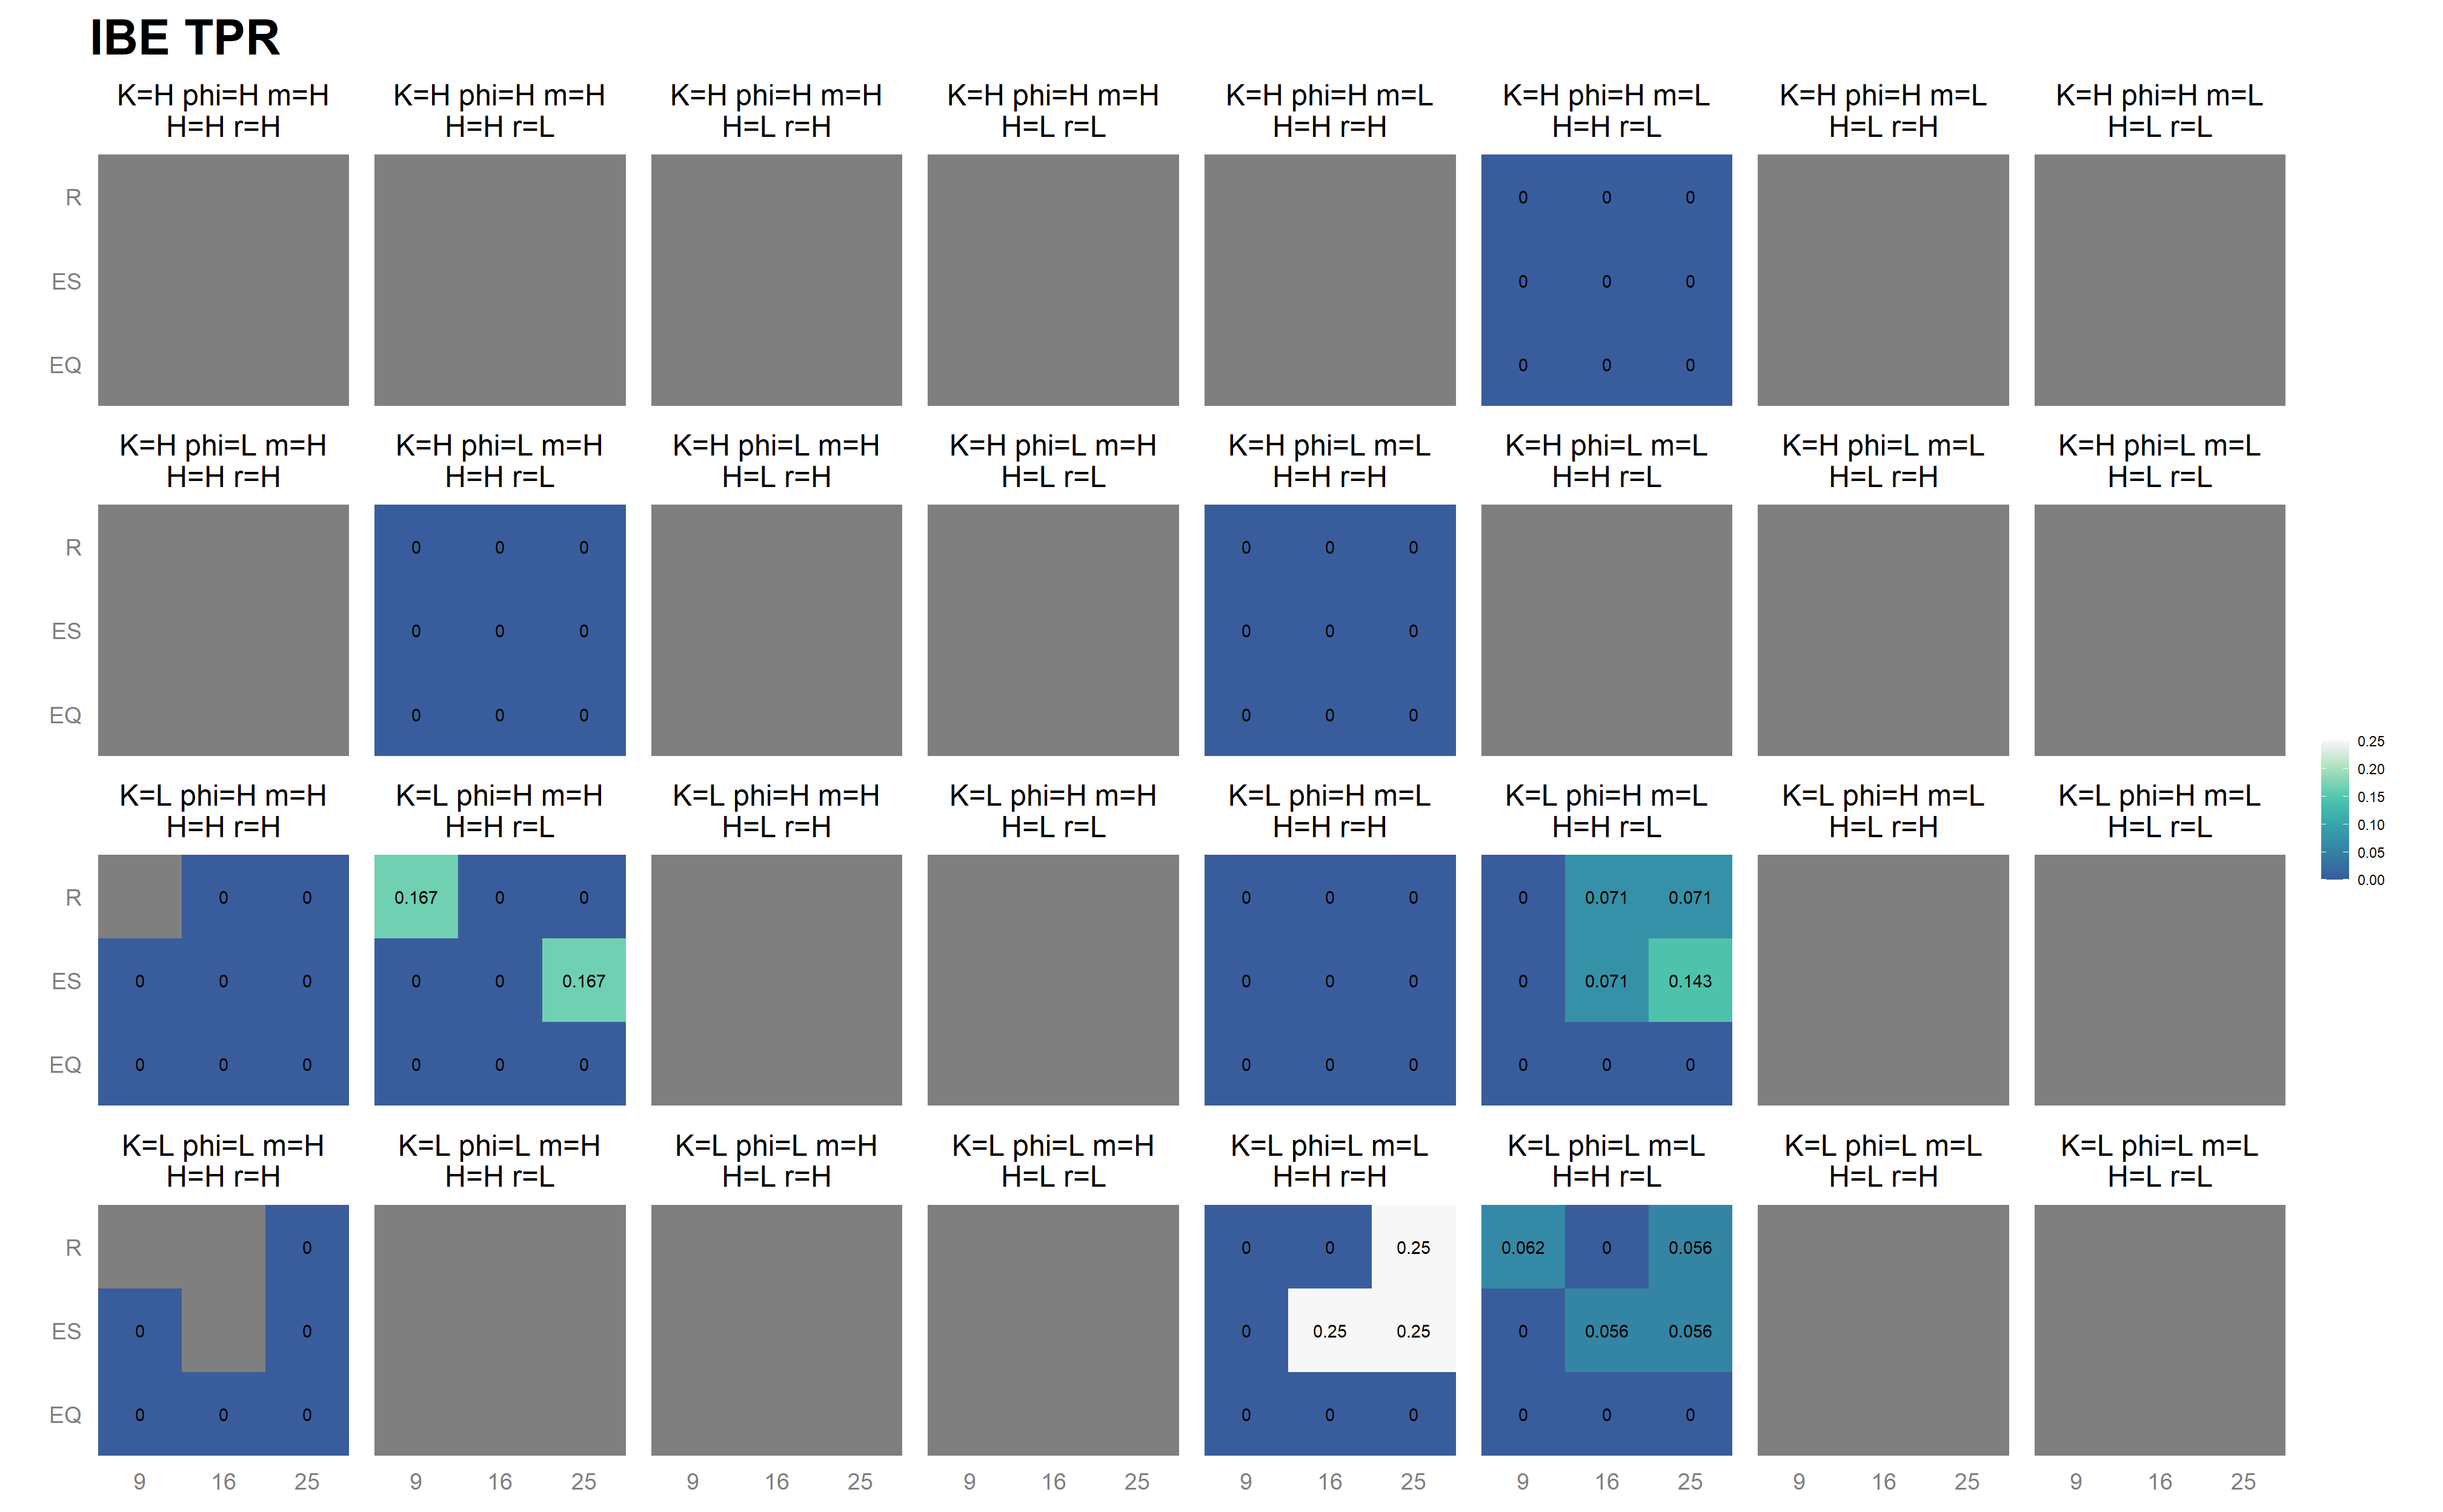 IBE TPR
K=H phi=H m=H K=H phi=H m=H K=H phi=H m=H K=H phi=H m=H K=H phi=H m=L K=H phi=H m=L K=H phi=H m=L K=H phi=H m=L
H=H r=H H=H r=L H=L r=H H=L r=L H=H r=H H=H r=L H=L r=H H=L r=L
R 0 0 0
ES 0 0 0
EQ 0 0 0
K=H phi=L m=H K=H phi=L m=H K=H phi=L m=H K=H phi=L m=H K=H phi=L m=L K=H phi=L m=L K=H phi=L m=L K=H phi=L m=L
H=H r=H H=H r=L H=L r=H H=L r=L H=H r=H H=H r=L H=L r=H H=L r=L
R 0 0 0 0 0 0
ES 0 0 0 0 0 0
EQ 0 0 0 0 0 0
K=L phi=H m=H K=L phi=H m=H K=L phi=H m=H K=L phi=H m=H K=L phi=H m=L K=L phi=H m=L K=L phi=H m=L K=L phi=H m=L
H=H r=H H=H r=L H=L r=H H=L r=L H=H r=H H=H r=L H=L r=H H=L r=L
R 0 0 0.167 0 0 0 0 0 0 0.071 0.071
ES 0 0 0 0 0 0.167 0 0 0 0 0.071 0.143
EQ 0 0 0 0 0 0 0 0 0 0 0 0
K=L phi=L m=H K=L phi=L m=H K=L phi=L m=H K=L phi=L m=H K=L phi=L m=L K=L phi=L m=L K=L phi=L m=L K=L phi=L m=L
H=H r=H H=H r=L H=L r=H H=L r=L H=H r=H H=H r=L H=L r=H H=L r=L
R 0 0 0 0.25 0.062 0 0.056
ES 0 0 0 0.25 0.25 0 0.056 0.056
EQ 0 0 0 0 0 0 0 0 0
9 16 25 9 16 25 9 16 25 9 16 25 9 16 25 9 16 25 9 16 25 9 16 25
0.25
0.20
0.15
0.10
0.05
0.00